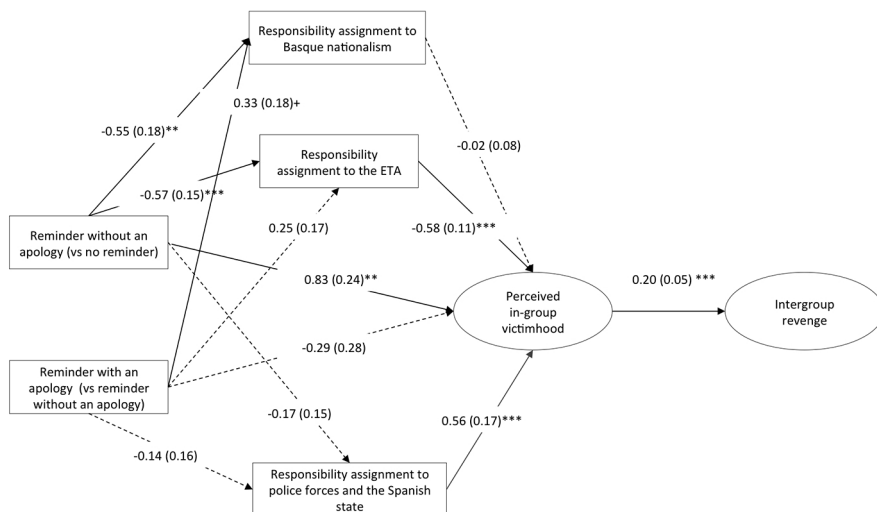 Responsibility assignment to
Basque nationalism
0.33 (0.18)+
-0.55 (0.18)**
-0.02 (0.08)
Responsibility
assignment to the ETA
-0.57 (0.15)***
Reminder without an
apology (vs no reminder)
0.25 (0.17)
-0.58 (0.11)***
0.83 (0.24)**
0.20 (0.05) ***
Perceived
in-group
victimhood
Intergroup
revenge
-0.29 (0.28)
Reminder with an
apology (vs reminder
without an apology)
-0.17 (0.15)
0.56 (0.17)***
-0.14 (0.16)
Responsibility assignment to
police forces and the Spanish
state